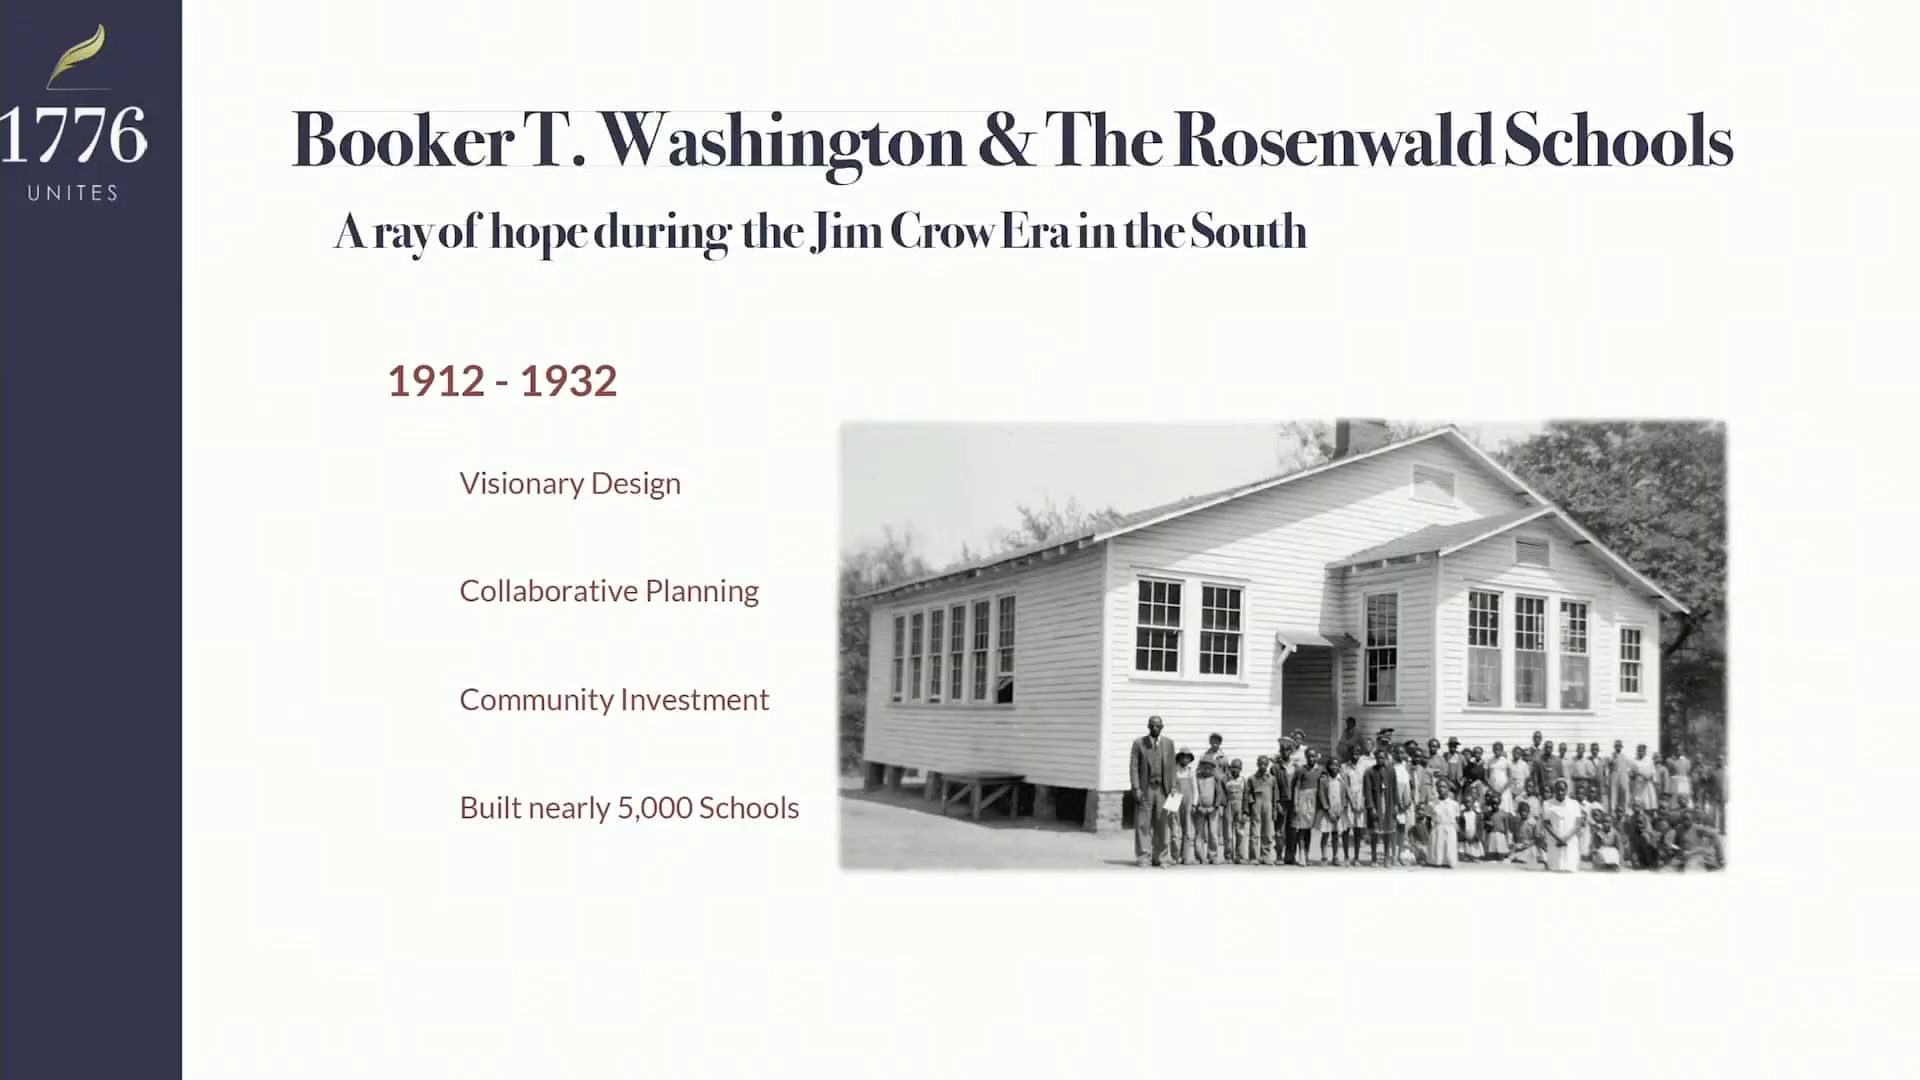 1776
UNITES
Booker T. Washington & The Rosenwald Schools
A ray of hope during the Jim Crow Era in the South
1912 - 1932
Visionary Design
Collaborative Planning
Community Investment
Built nearly 5,000 Schools